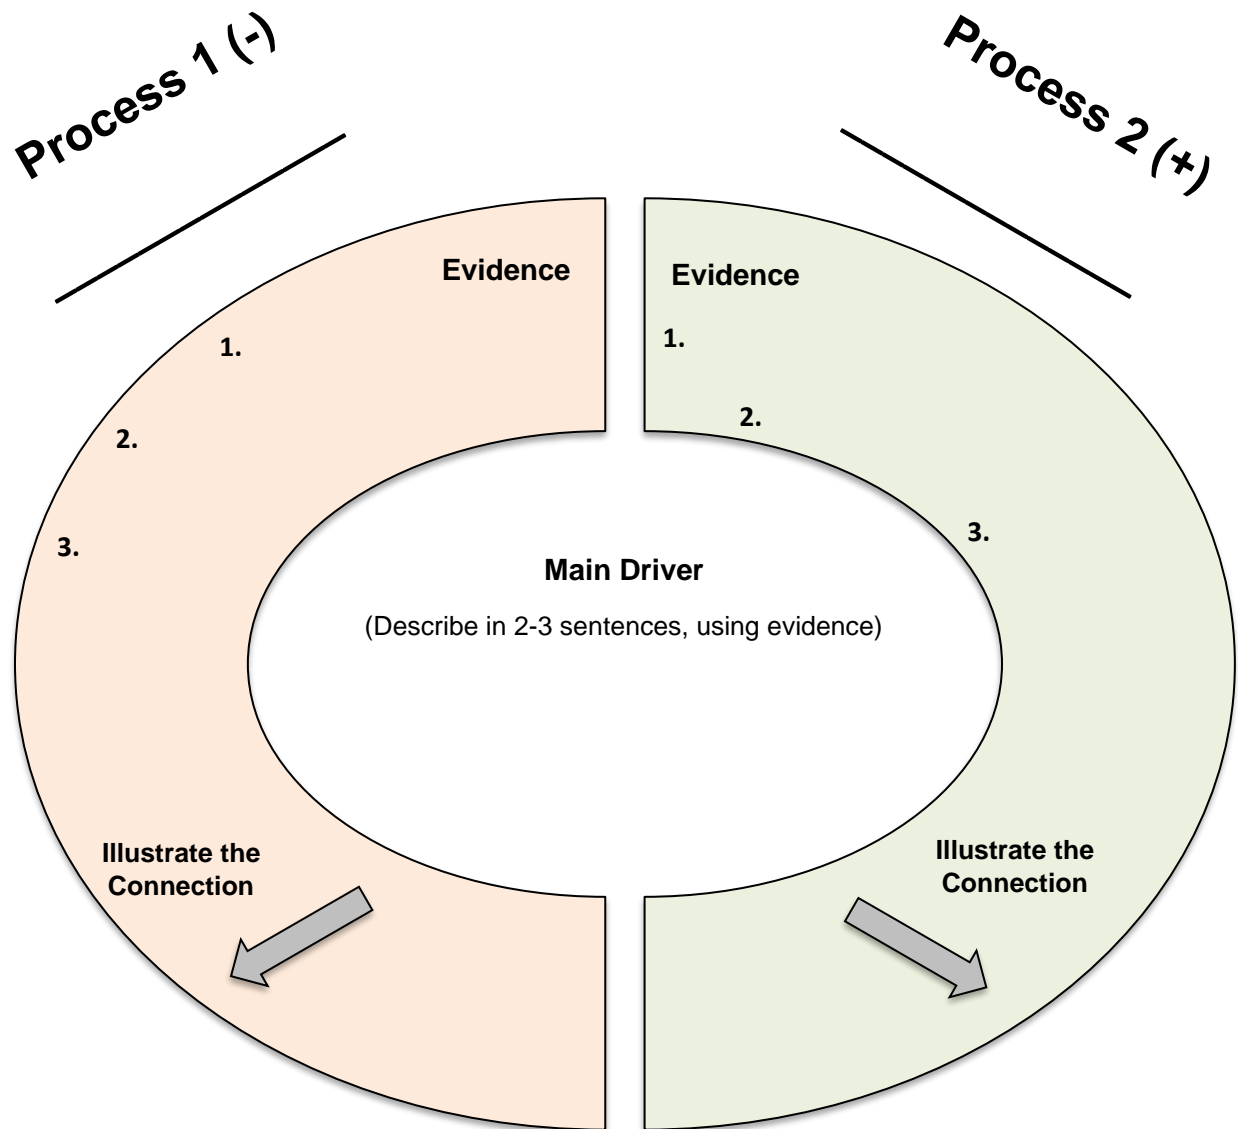 Process 1 (-)
Process 2 (+)
Evidence
1.
2.
3.
Evidence
1.
2.
3.
Main Driver
(Describe in 2-3 sentences, using evidence)
Illustrate the
Connection
Illustrate the
Connection